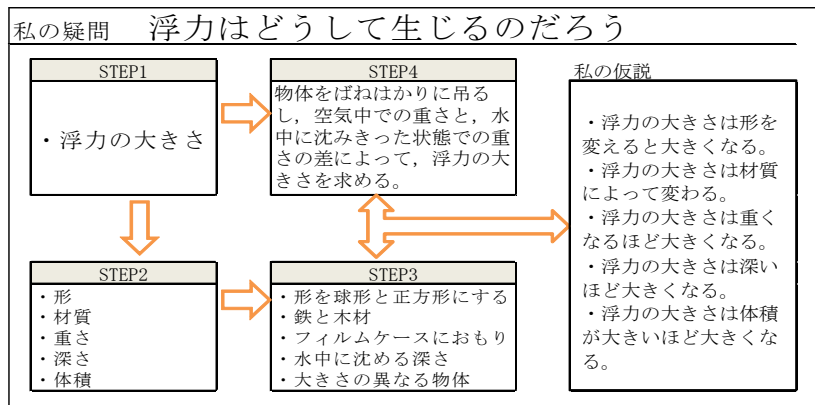 私の疑問　浮力はどうして生じるのだろう
STEP1
・浮力の大きさ
STEP4
物体をばねはかりに吊る
し，空気中での重さと，水
中に沈みきった状態での重
さの差によって，浮力の大
きさを求める。
私の仮説
・浮力の大きさは形を
変えると大きくなる。
・浮力の大きさは材質
によって変わる。
・浮力の大きさは重く
なるほど大きくなる。
・浮力の大きさは深い
ほど大きくなる。
・浮力の大きさは体積
が大きいほど大きくな
る。
STEP2
・形
・材質
・重さ
・深さ
・体積
STEP3
・形を球形と正方形にする
・鉄と木材
・フィルムケースにおもり
・水中に沈める深さ
・大きさの異なる物体